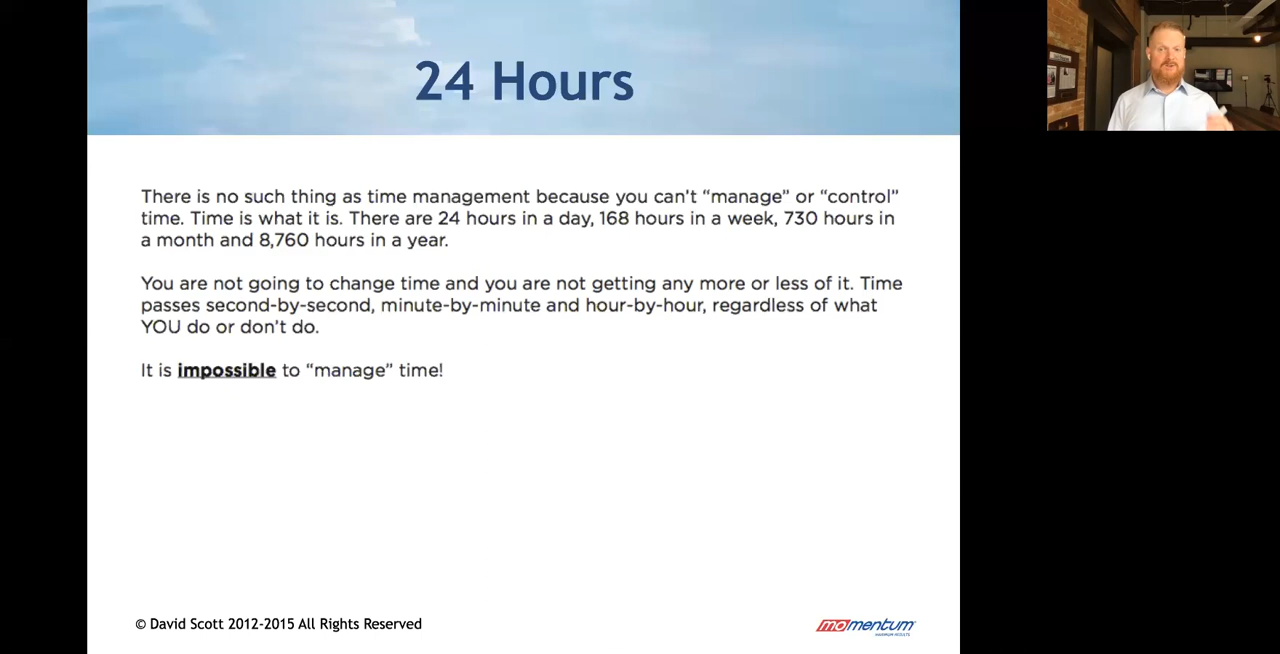 24 Hours
There is no such thing as time management because you can’t “manage” or “control”
time. Time is what it is. There are 24 hours in a day, 168 hours in a week, 730 hours in
a month and 8,760 hours in a year.
You are not going to change time and you are not getting any more or less of it. Time
passes second-by-second, minute-by-minute and hour-by-hour, regardless of what
YOU do or don’t do.
It is impossible to “manage” time!
© David Scott 2012-2015 All Rights Reserved
momentum